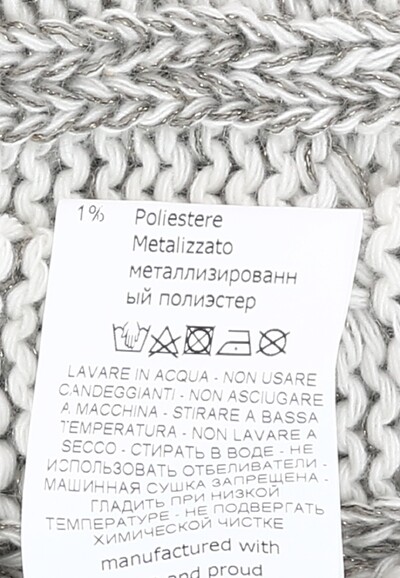 1% Poliestere
Metalizzato
металлизированн
ый полиэстер
LAVARE IN ACQUA - NON USARE
CANDEGGIANTI - NON ASCIUGARE
A MACCHINA - STIRARE A BASSA
TEMPERATURA - NON LAVARE A
SECCO - СТИРАТЬ В ВОДЕ - НЕ
ИСПОЛЬЗОВАТЬ ОТБЕЛИВАТЕЛИ -
МАШИННАЯ СУШКА ЗАПРЕЩЕНА -
ГЛАДИТЬ ПРИ НИЗКОЙ
ТЕМПЕРАТУРЕ - НЕ ПОДВЕРГАТЬ
ХИМИЧЕСКОЙ ЧИСТКЕ
manufactured with
and proud